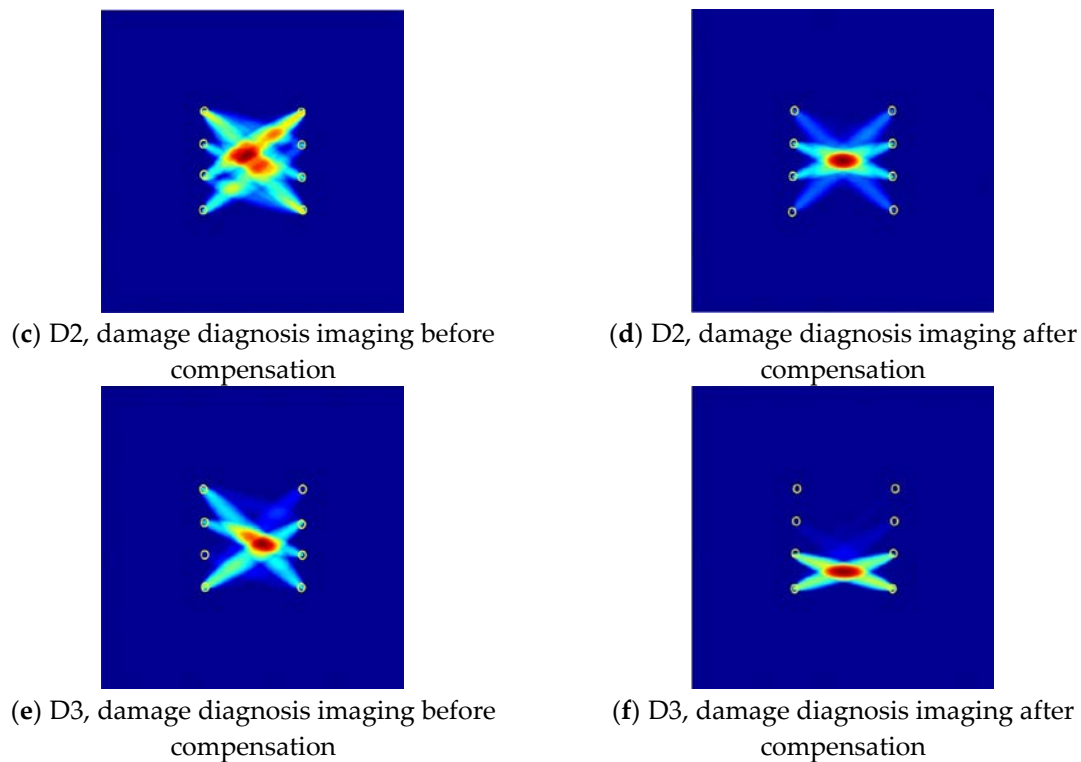 (c) D2, damage diagnosis imaging before
compensation
(d) D2, damage diagnosis imaging after
compensation
(e) D3, damage diagnosis imaging before
compensation
(f) D3, damage diagnosis imaging after
compensation